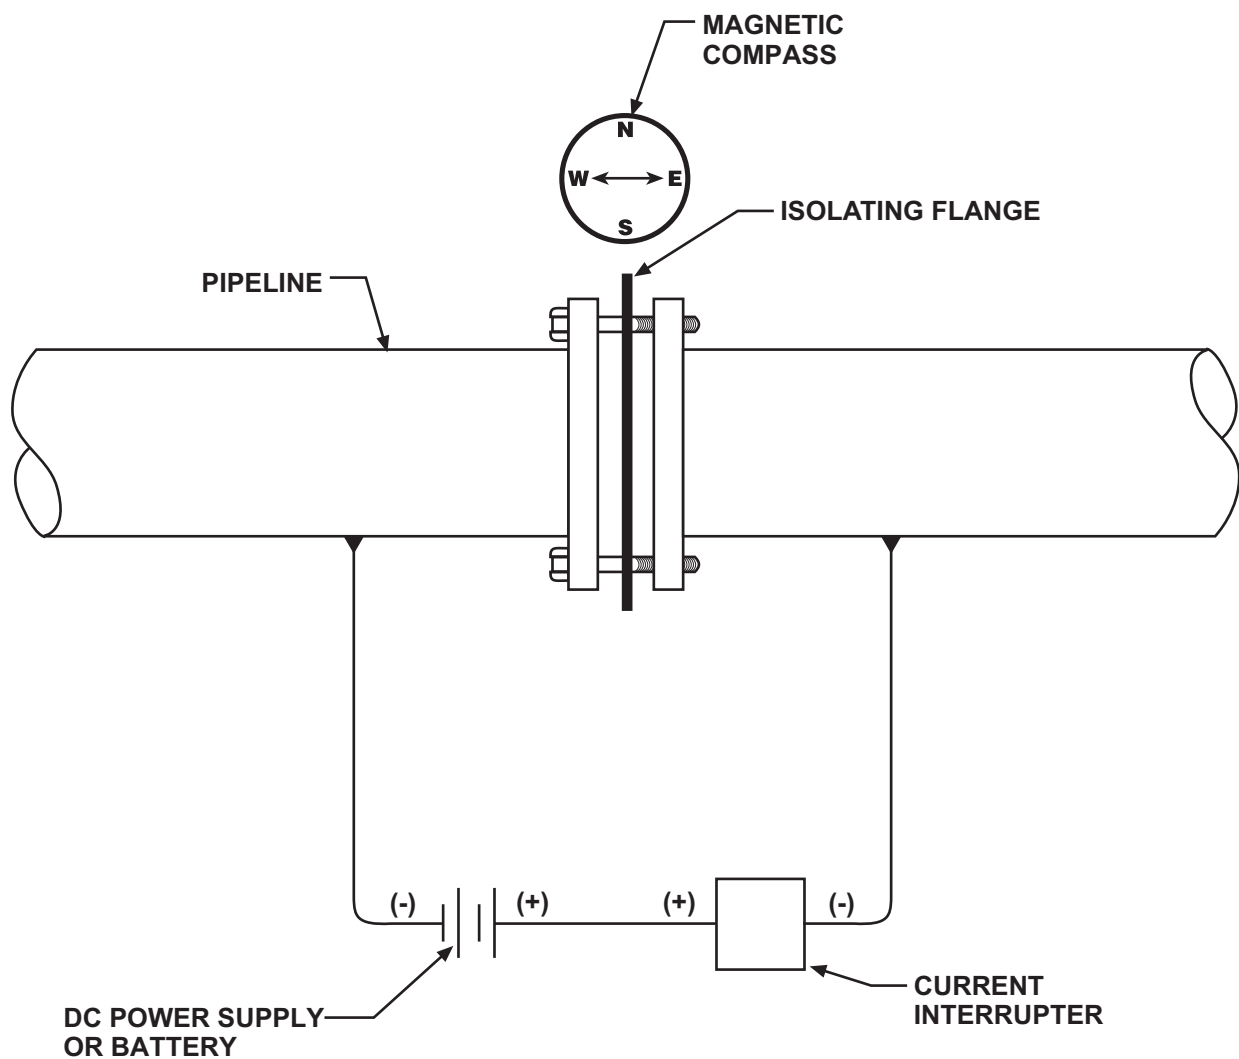 MAGNETIC
COMPASS
N
W E
S
ISOLATING FLANGE
PIPELINE
(-) (+) (+) (-)
DC POWER SUPPLY
OR BATTERY
CURRENT
INTERRUPTER